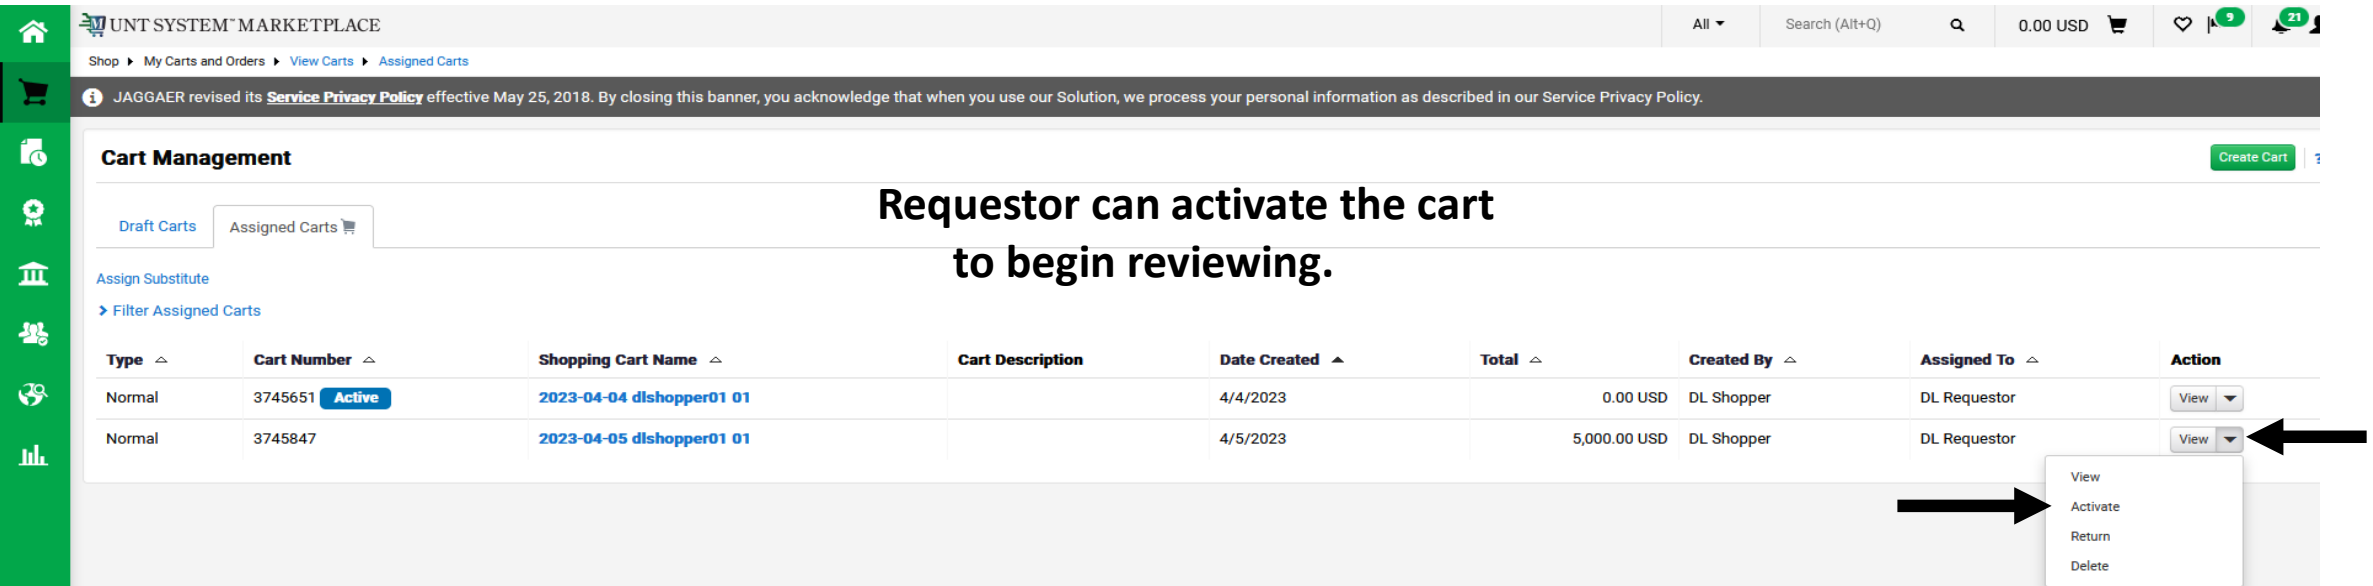 UNT SYSTEM™ MARKETPLACE
All
Search (Alt+Q)
0.00 USD
9
21
Shop My Carts and Orders View Carts Assigned Carts
JAGGAER revised its Service Privacy Policy effective May 25, 2018. By closing this banner, you acknowledge that when you use our Solution, we process your personal information as described in our Service Privacy Policy.
Cart Management
Create Cart
?
Requestor can activate the cart
to begin reviewing.
Draft Carts Assigned Carts
Assign Substitute
Filter Assigned Carts
Type Cart Number Shopping Cart Name Cart Description Date Created Total Created By Assigned To Action
Normal 3745651 Active 2023-04-04 dlshopper01 01 4/4/2023 0.00 USD DL Shopper DL Requestor View
Normal 3745847 2023-04-05 dlshopper01 01 4/5/2023 5,000.00 USD DL Shopper DL Requestor View
View
Activate
Return
Delete